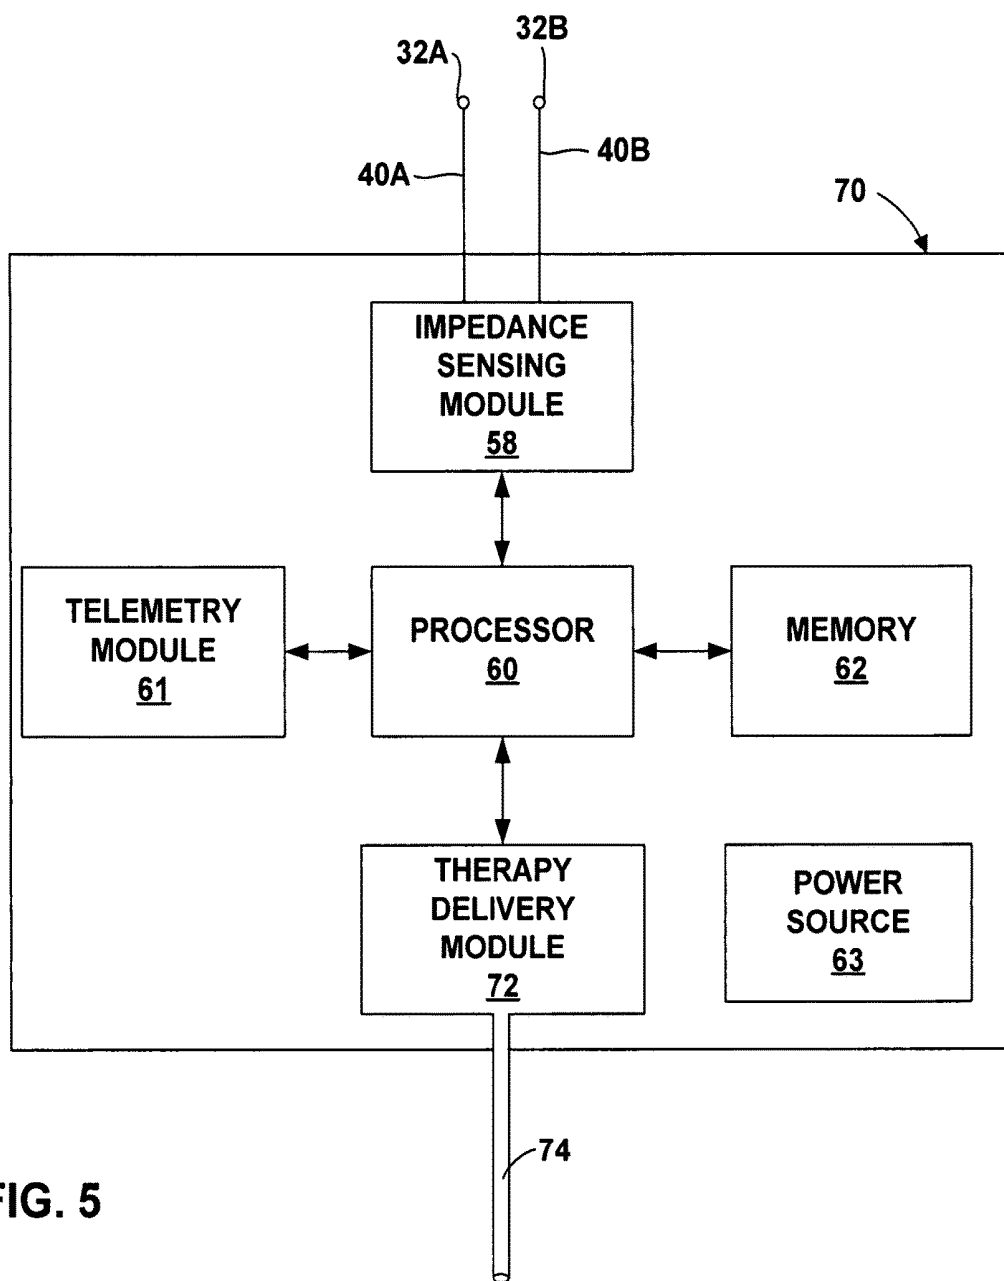 32A
32B
40A
40B
70
IMPEDANCE
SENSING
MODULE
58
TELEMETRY
MODULE
61
PROCESSOR
60
MEMORY
62
THERAPY
DELIVERY
MODULE
72
POWER
SOURCE
63
74
FIG. 5